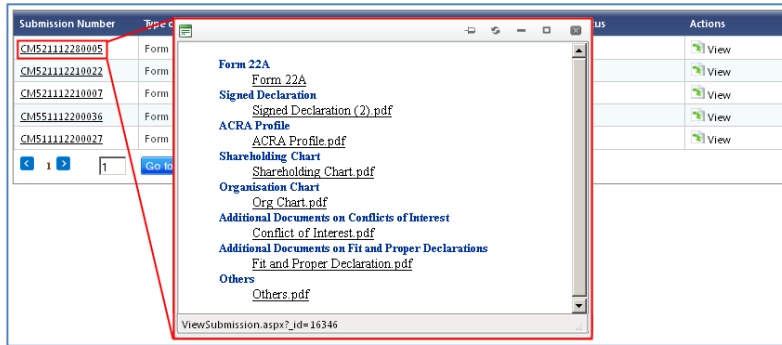 Submission Number Type o us Actions
CM521112280005 Form View
CM521112210022 Form View
CM521112210007 Form View
CM551112200036 Form View
CM511112200027 Form View
1 1 Go to
Form 22A
Form 22A
Signed Declaration
Signed Declaration (2).pdf
ACRA Profile
ACRA Profile.pdf
Shareholding Chart
Shareholding Chart.pdf
Organisation Chart
Org Chart.pdf
Additional Documents on Conflicts of Interest
Conflict of Interest.pdf
Additional Documents on Fit and Proper Declarations
Fit and Proper Declaration.pdf
Others
Others.pdf
ViewSubmission.aspx?_id=16346